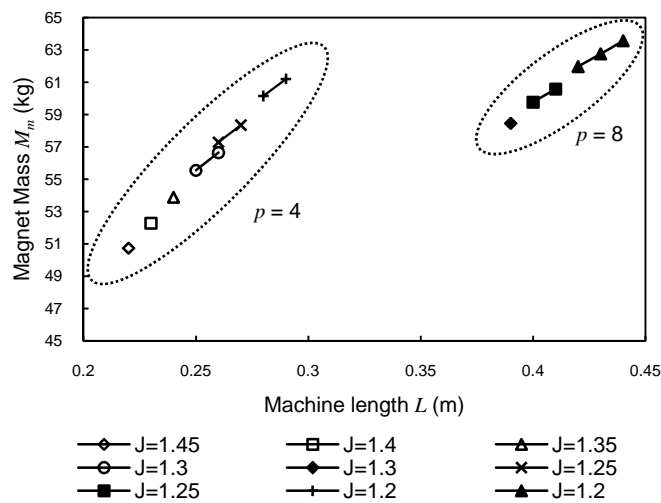 65
63
61
59
57
55
53
51
49
47
45
Magnet Mass M_m (kg)
p = 4
p = 8
0.2 0.25 0.3 0.35 0.4 0.45
Machine length L (m)
J=1.45 J=1.4 J=1.35
J=1.3 J=1.3 J=1.25
J=1.25 J=1.2 J=1.2